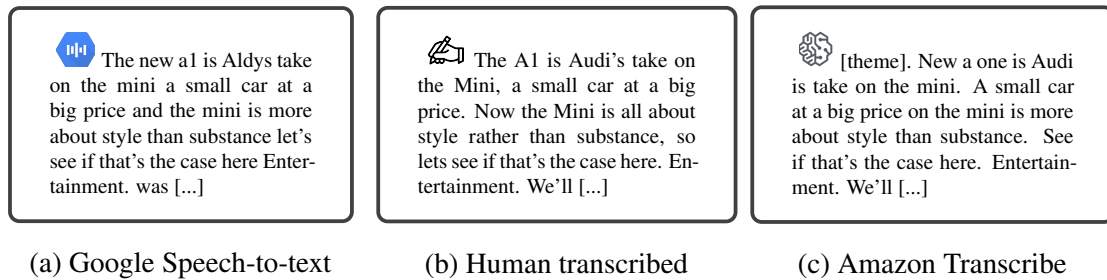 The new a1 is Aldys take
on the mini a small car at a
big price and the mini is more
about style than substance let's
see if that's the case here Enter-
tainment. was [...]
(a) Google Speech-to-text
The A1 is Audi's take on
the Mini, a small car at a big
price. Now the Mini is all about
style rather than substance, so
lets see if that's the case here. En-
tertainment. We'll [...]
(b) Human transcribed
[theme]. New a one is Audi
is take on the mini. A small car
at a big price on the mini is more
about style than substance. See
if that's the case here. Entertain-
ment. We'll [...]
(c) Amazon Transcribe